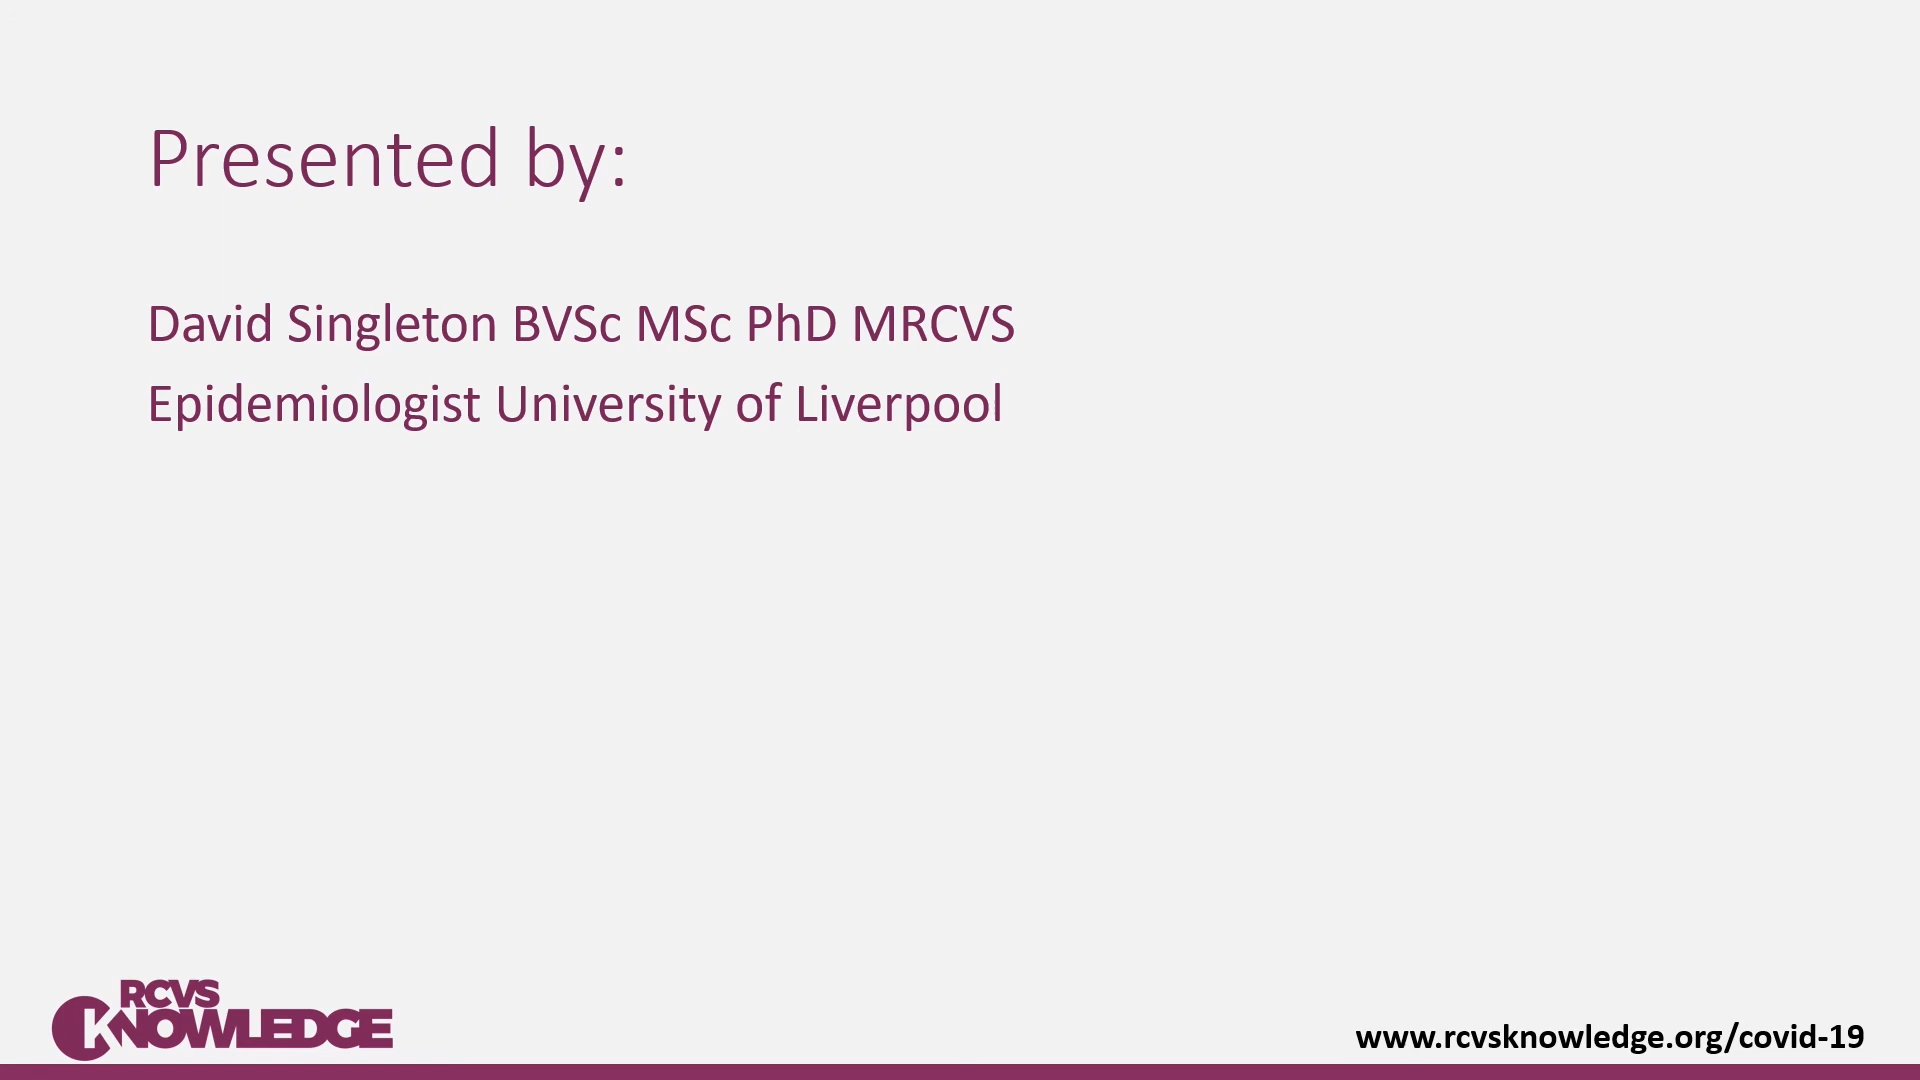 Presented by:
David Singleton BVSc MSc PhD MRCVS
Epidemiologist University of Liverpool
RCVS
KNOWLEDGE
www.rcvsknowledge.org/covid-19